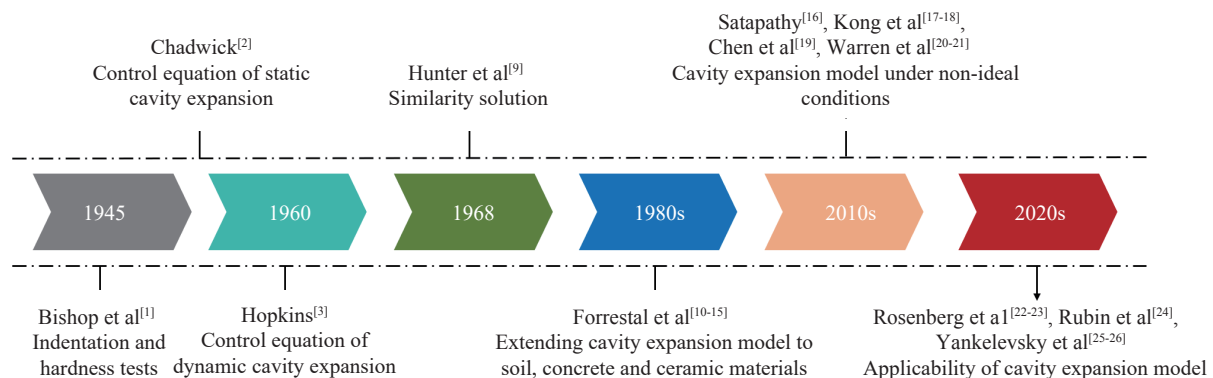 Chadwick[2]
Control equation of static
cavity expansion
Hunter et al[9]
Similarity solution
Satapathy[16], Kong et al[17-18]
Chen et al[19], Warren et al[20-21]
Cavity expansion model under non-ideal
conditions
1945
1960
1968
1980s
2010s
2020s
Bishop et al[1]
Indentation and
hardness tests
Hopkins[3]
Control equation of
dynamic cavity expansion
Forrestal et al[10-15]
Extending cavity expansion model to
soil, concrete and ceramic materials
Rosenberg et a1[22-23], Rubin et al[24],
Yankelevsky et al[25-26]
Applicability of cavity expansion model